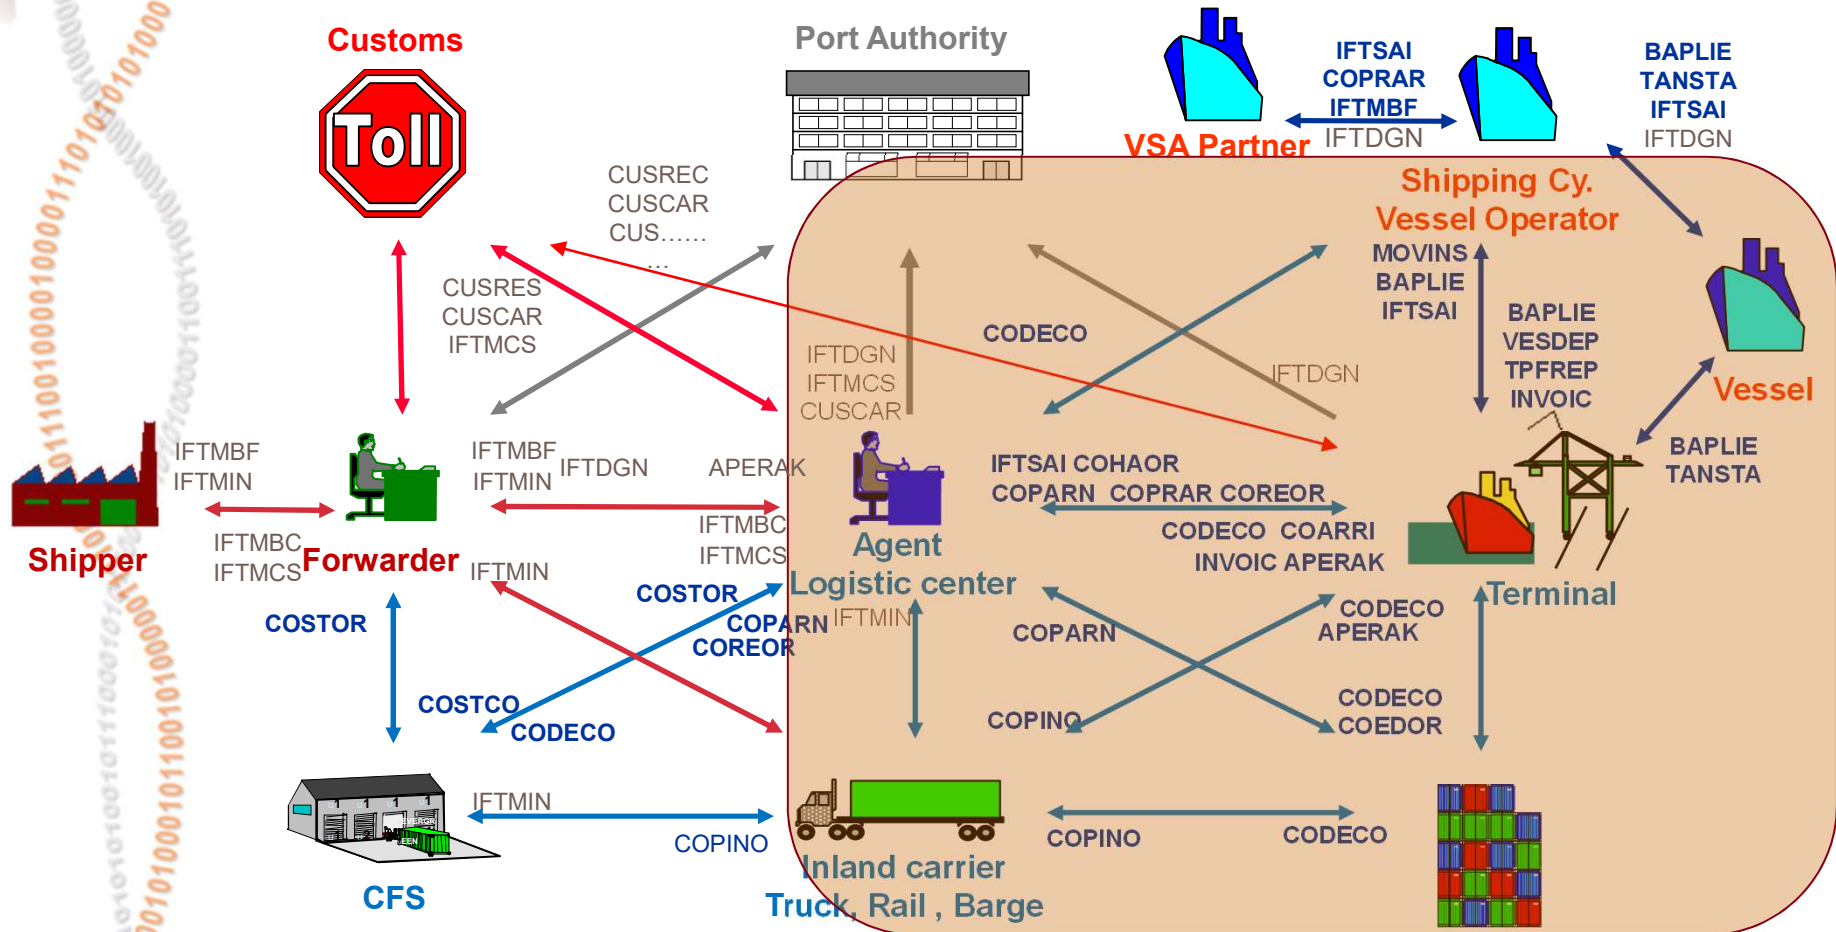 Customs
Toll
Port Authority
IFTSAI
COPRAR
IFTMBF
IFTDGN
BAPLIE
TANSTA
IFTSAI
IFTDGN
VSA Partner
Shipping Cy.
Vessel Operator
CUSREC
CUSCAR
CUS……
…
MOVINS
BAPLIE
IFTSAI
CUSRES
CUSCAR
IFTMCS
CODECO
IFTDGN
IFTMCS
CUSCAR
IFTDGN
BAPLIE
VESDEP
TPFREP
INVOIC
Vessel
BAPLIE
TANSTA
IFTMBF
IFTMIN
IFTMBF
IFTMIN
IFTDGN
APERAK
IFTSAI COHAOR
COPARN COPRAR COREOR
IFTMBC
IFTMCS
CODECO COARRI
INVOIC APERAK
Shipper
IFTMBC
IFTMCS
Forwarder
IFTMIN
Agent
Logistic center
Terminal
COSTOR
COSTOR
COPARN
COREOR
IFTMIN
COPARN
CODECO
APERAK
COSTCO
CODECO
COPINO
CODECO
COEDOR
IFTMIN
COPINO
COPINO
CODECO
CFS
Inland carrier
Truck, Rail , Barge